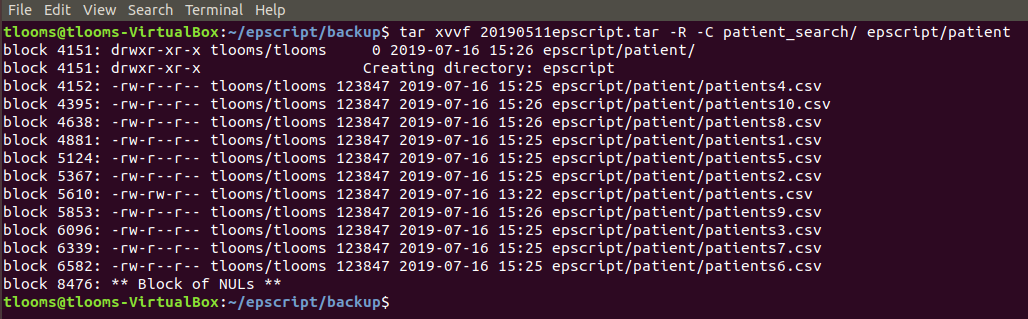 File Edit View Search Terminal Help
tlooms@tlooms-VirtualBox:~/epscript/backup$ tar xvvf 20190511epscript.tar -R -C patient_search/ epscript/patient
block 4151: drwxr-xr-x tlooms/tlooms     0 2019-07-16 15:26 epscript/patient/
block 4151: drwxr-xr-x                  Creating directory: epscript
block 4152: -rw-r--r-- tlooms/tlooms 123847 2019-07-16 15:25 epscript/patient/patients4.csv
block 4395: -rw-r--r-- tlooms/tlooms 123847 2019-07-16 15:26 epscript/patient/patients10.csv
block 4638: -rw-r--r-- tlooms/tlooms 123847 2019-07-16 15:26 epscript/patient/patients8.csv
block 4881: -rw-r--r-- tlooms/tlooms 123847 2019-07-16 15:25 epscript/patient/patients1.csv
block 5124: -rw-r--r-- tlooms/tlooms 123847 2019-07-16 15:25 epscript/patient/patients5.csv
block 5367: -rw-r--r-- tlooms/tlooms 123847 2019-07-16 15:25 epscript/patient/patients2.csv
block 5610: -rw-rw-r-- tlooms/tlooms 123847 2019-07-16 13:22 epscript/patient/patients.csv
block 5853: -rw-r--r-- tlooms/tlooms 123847 2019-07-16 15:26 epscript/patient/patients9.csv
block 6096: -rw-r--r-- tlooms/tlooms 123847 2019-07-16 15:25 epscript/patient/patients3.csv
block 6339: -rw-r--r-- tlooms/tlooms 123847 2019-07-16 15:25 epscript/patient/patients7.csv
block 6582: -rw-r--r-- tlooms/tlooms 123847 2019-07-16 15:25 epscript/patient/patients6.csv
block 8476: ** Block of NULs **
tlooms@tlooms-VirtualBox:~/epscript/backup$